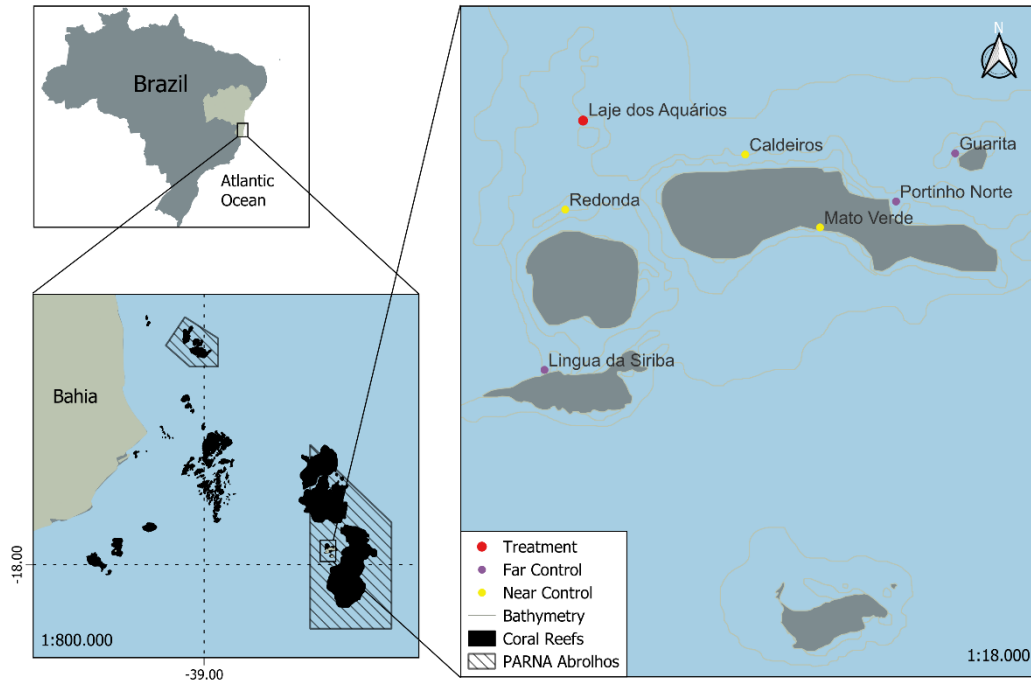 Brazil
Atlantic
Ocean
Bahia
-18.00
1:800.000
-39.00
Laje dos Aquários
Caldeiros
Guarita
Redonda
Portinho Norte
Mato Verde
Lingua da Siriba
Treatment
Far Control
Near Control
Bathymetry
Coral Reefs
PARNA Abrolhos
1:18.000
N